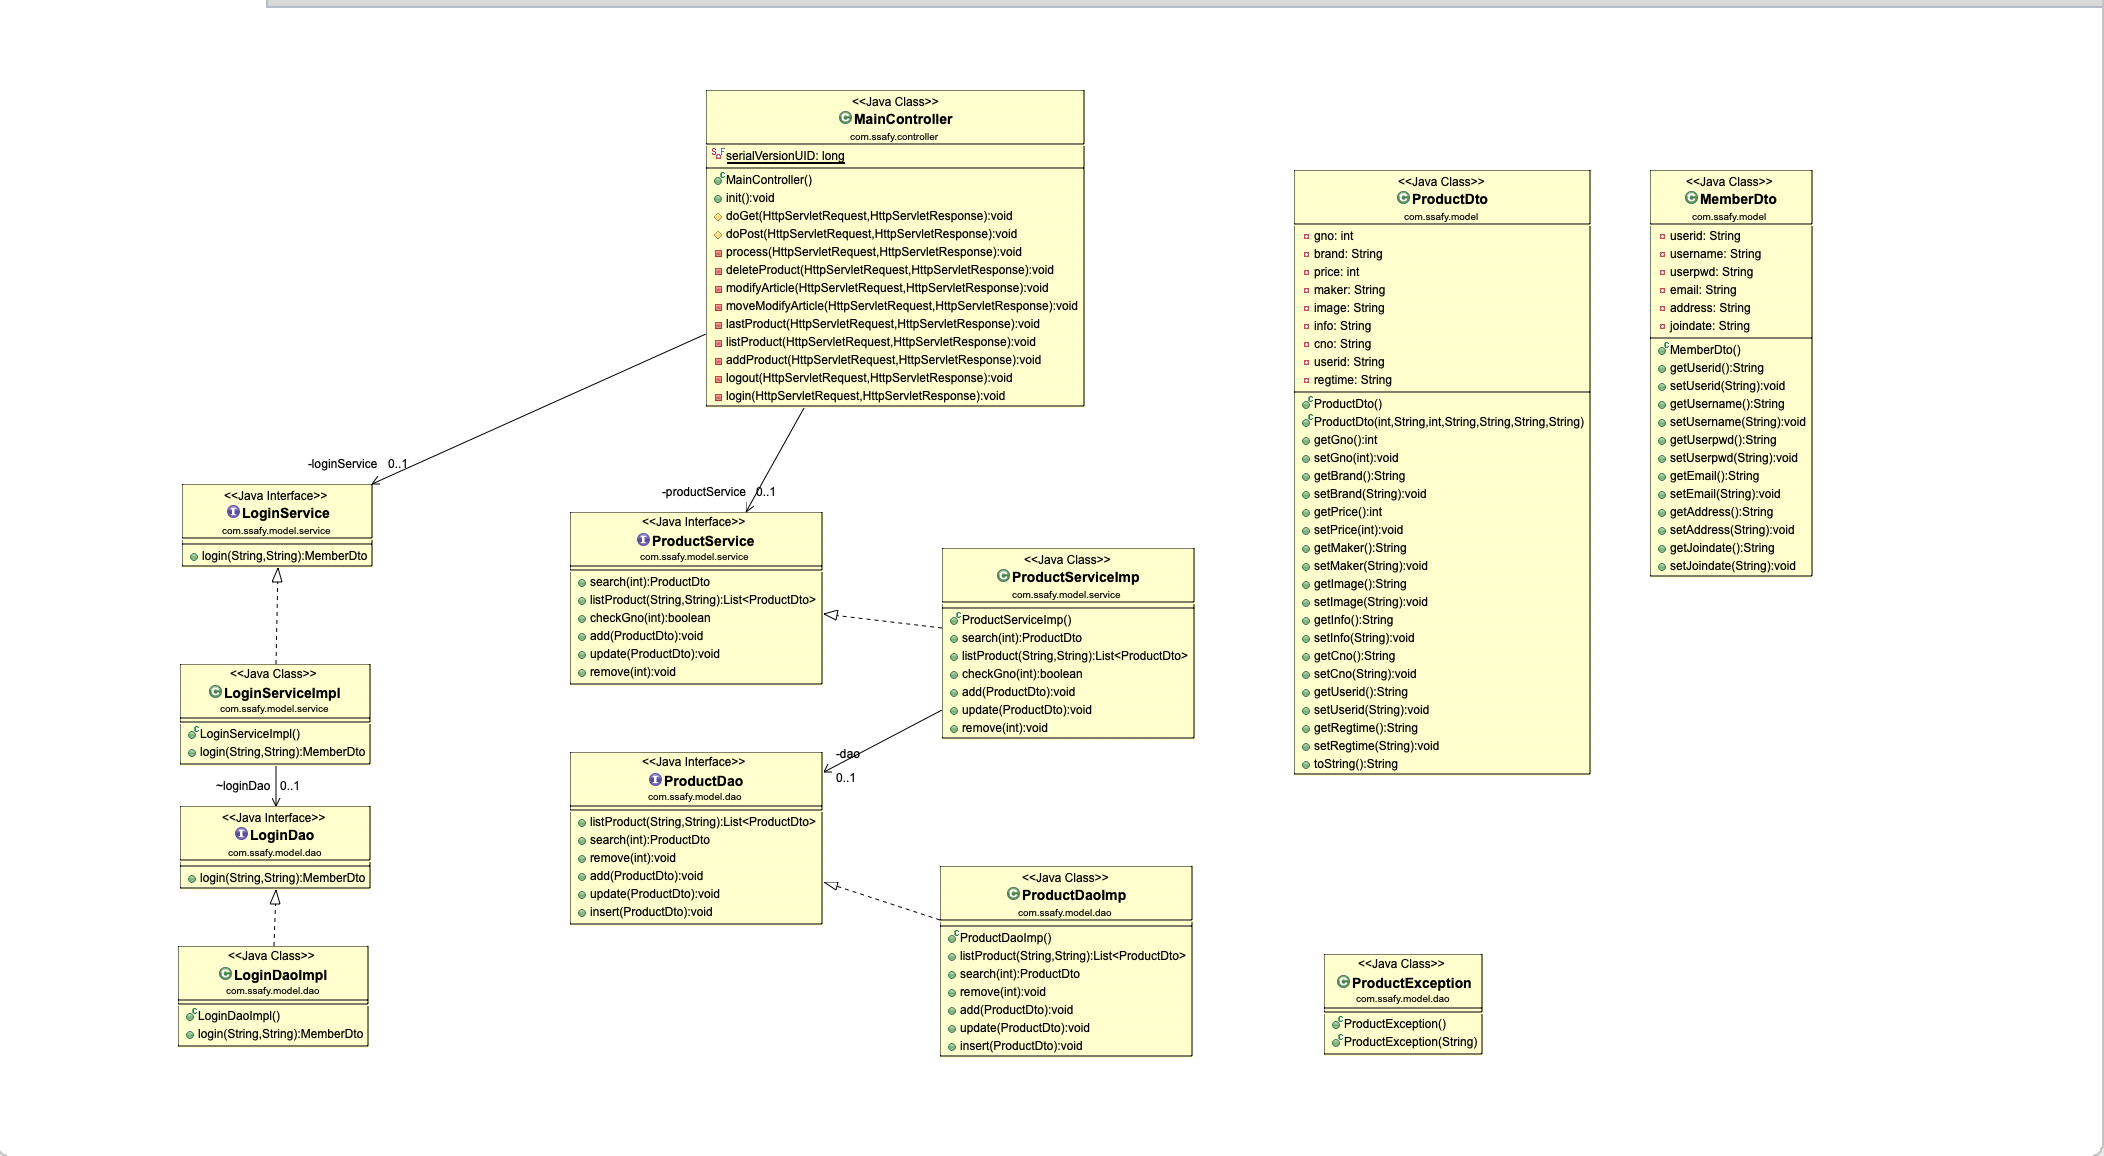 <<Java Class>>
MainController
com.ssafy.controller
serialVersionUID: long
MainController()
init():void
doGet(HttpServletRequest,HttpServletResponse):void
doPost(HttpServletRequest,HttpServletResponse):void
process(HttpServletRequest,HttpServletResponse):void
deleteProduct(HttpServletRequest,HttpServletResponse):void
modifyArticle(HttpServletRequest,HttpServletResponse):void
moveModifyArticle(HttpServletRequest,HttpServletResponse):void
lastProduct(HttpServletRequest,HttpServletResponse):void
listProduct(HttpServletRequest,HttpServletResponse):void
addProduct(HttpServletRequest,HttpServletResponse):void
logout(HttpServletRequest,HttpServletResponse):void
login(HttpServletRequest,HttpServletResponse):void
-loginService 0..1
<<Java Interface>>
LoginService
com.ssafy.model.service
login(String,String):MemberDto
<<Java Class>>
LoginServiceImpl
com.ssafy.model.service
LoginServiceImpl()
login(String,String):MemberDto
~loginDao 0..1
<<Java Interface>>
LoginDao
com.ssafy.model.dao
login(String,String):MemberDto
<<Java Class>>
LoginDaoImpl
com.ssafy.model.dao
LoginDaoImpl()
login(String,String):MemberDto
-productService 0..1
<<Java Interface>>
ProductService
com.ssafy.model.service
search(int):ProductDto
listProduct(String,String):List<ProductDto>
checkGno(int):boolean
add(ProductDto):void
update(ProductDto):void
remove(int):void
<<Java Class>>
ProductServiceImp
com.ssafy.model.service
ProductServiceImp()
search(int):ProductDto
listProduct(String,String):List<ProductDto>
checkGno(int):boolean
add(ProductDto):void
update(ProductDto):void
remove(int):void
-dao
0..1
<<Java Interface>>
ProductDao
com.ssafy.model.dao
listProduct(String,String):List<ProductDto>
search(int):ProductDto
remove(int):void
add(ProductDto):void
update(ProductDto):void
insert(ProductDto):void
<<Java Class>>
ProductDaoImp
com.ssafy.model.dao
ProductDaoImp()
listProduct(String,String):List<ProductDto>
search(int):ProductDto
remove(int):void
add(ProductDto):void
update(ProductDto):void
insert(ProductDto):void
<<Java Class>>
ProductDto
com.ssafy.model
gno: int
brand: String
price: int
maker: String
image: String
info: String
cno: String
userid: String
regtime: String
ProductDto()
ProductDto(int,String,int,String,String,String,String)
getGno():int
setGno(int):void
getBrand():String
setBrand(String):void
getPrice():int
setPrice(int):void
getMaker():String
setMaker(String):void
getImage():String
setImage(String):void
getInfo():String
setInfo(String):void
getCno():String
setCno(String):void
getUserid():String
setUserid(String):void
getRegtime():String
setRegtime(String):void
toString():String
<<Java Class>>
MemberDto
com.ssafy.model
userid: String
username: String
userpwd: String
email: String
address: String
joindate: String
MemberDto()
getUserid():String
setUserid(String):void
getUsername():String
setUsername(String):void
getUserpwd():String
setUserpwd(String):void
getEmail():String
setEmail(String):void
getAddress():String
setAddress(String):void
getJoindate():String
setJoindate(String):void
<<Java Class>>
ProductException
com.ssafy.model.dao
ProductException()
ProductException(String)